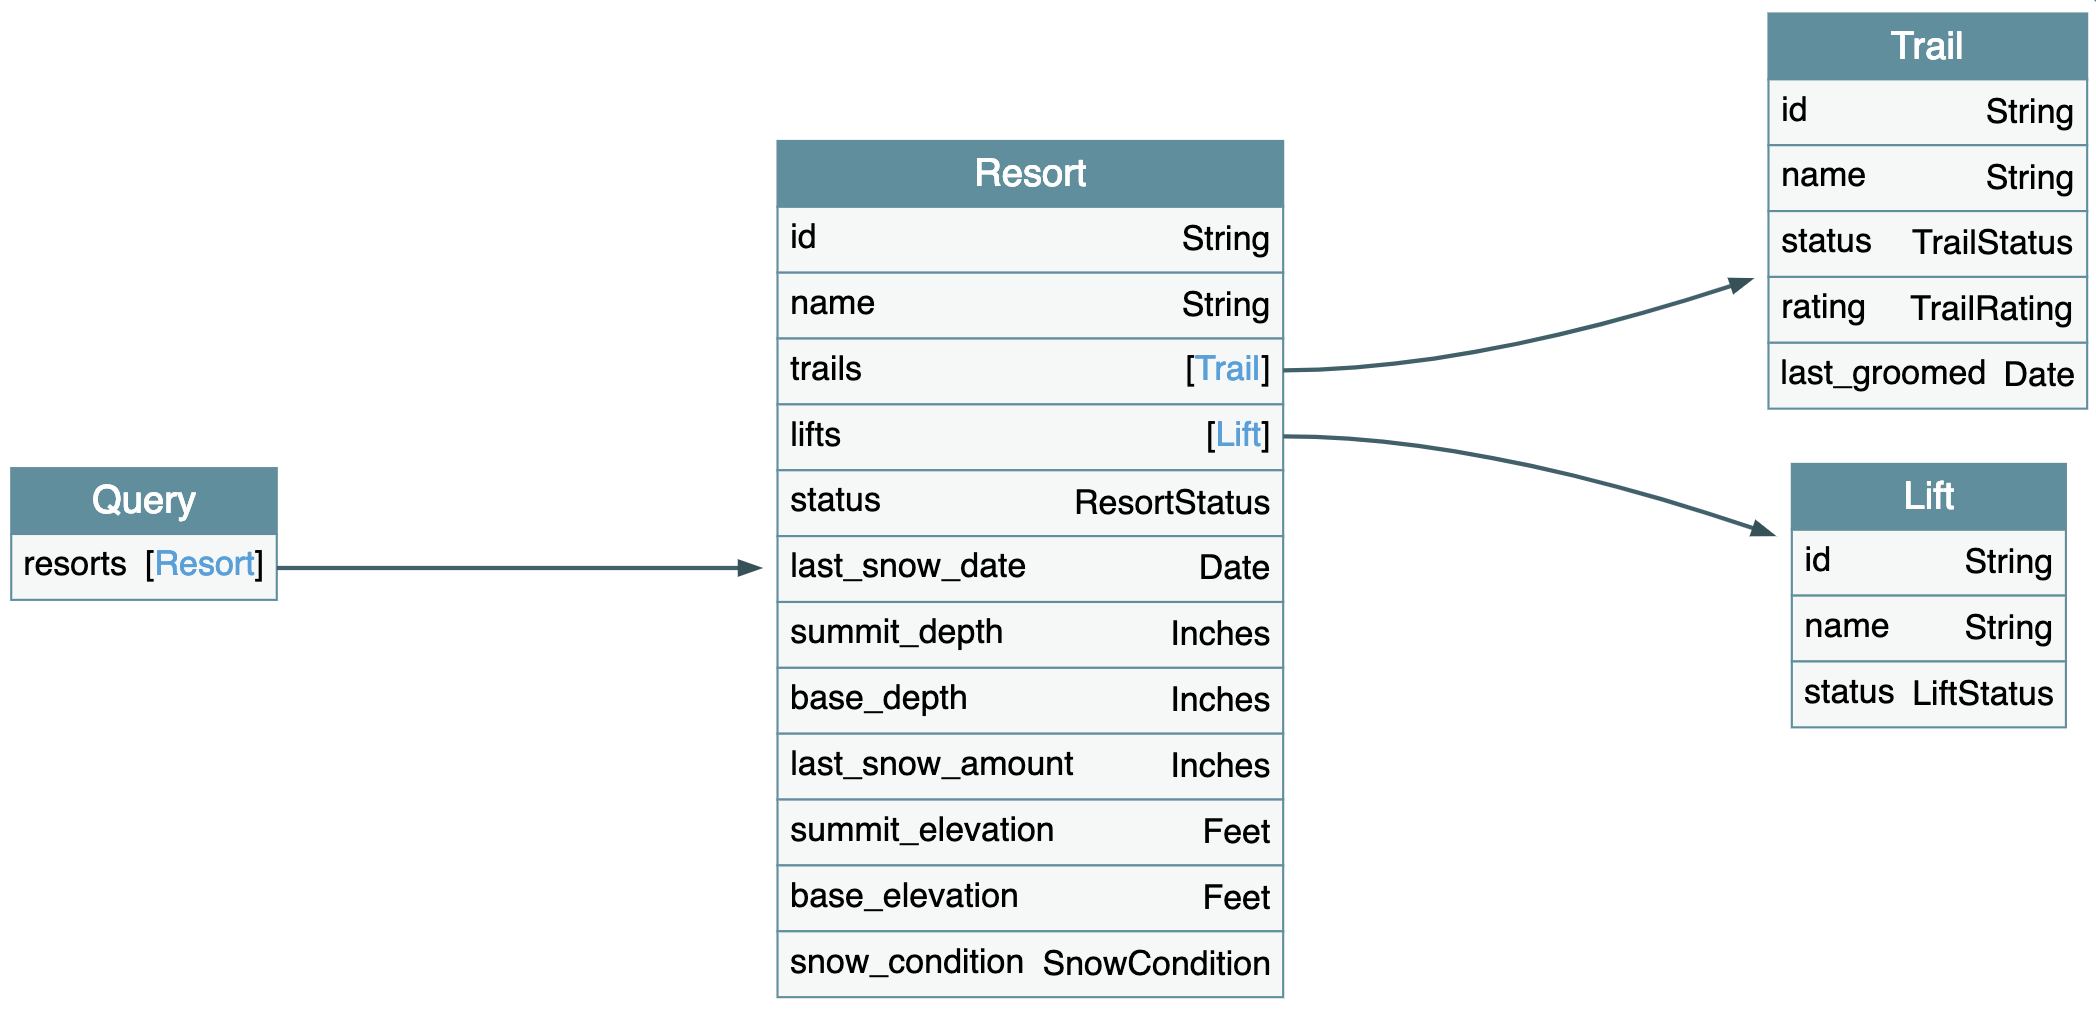 Query
resorts [Resort]
Resort
id String
name String
trails [Trail]
lifts [Lift]
status ResortStatus
last_snow_date Date
summit_depth Inches
base_depth Inches
last_snow_amount Inches
summit_elevation Feet
base_elevation Feet
snow_condition SnowCondition
Trail
id String
name String
status TrailStatus
rating TrailRating
last_groomed Date
Lift
id String
name String
status LiftStatus